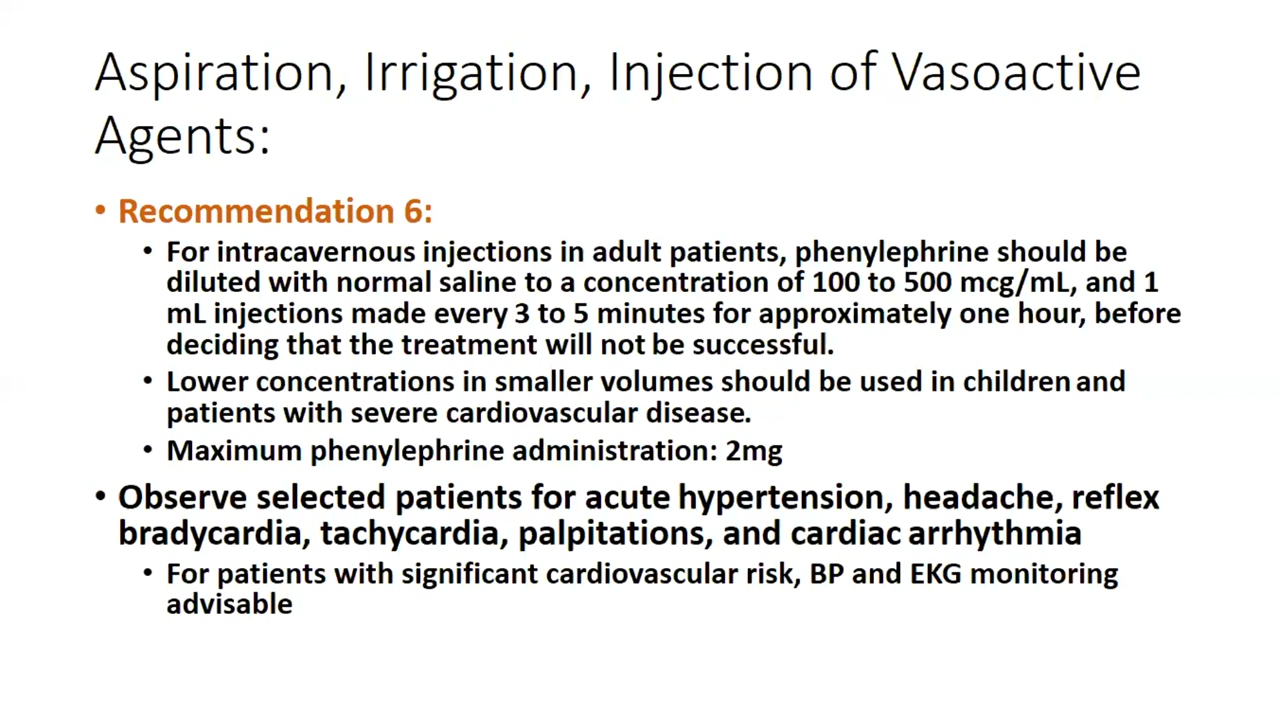 Aspiration, Irrigation, Injection of Vasoactive
Agents:
• Recommendation 6:
• For intracavernous injections in adult patients, phenylephrine should be
diluted with normal saline to a concentration of 100 to 500 mcg/mL, and 1
mL injections made every 3 to 5 minutes for approximately one hour, before
deciding that the treatment will not be successful.
• Lower concentrations in smaller volumes should be used in children and
patients with severe cardiovascular disease.
• Maximum phenylephrine administration: 2mg
• Observe selected patients for acute hypertension, headache, reflex
bradycardia, tachycardia, palpitations, and cardiac arrhythmia
• For patients with significant cardiovascular risk, BP and EKG monitoring
advisable